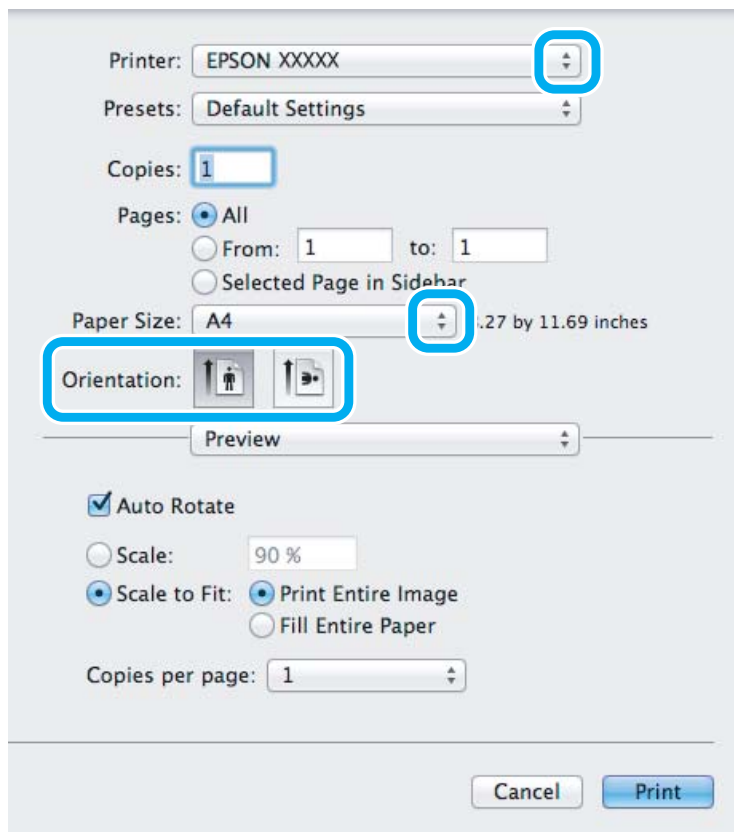 Printer: EPSON XXXXX
Presets: Default Settings
Copies: 1
Pages: All
From: 1 to: 1
Selected Page in Sidebar
Paper Size: A4 .27 by 11.69 inches
Orientation:
Preview
Auto Rotate
Scale: 90 %
Scale to Fit: Print Entire Image
Fill Entire Paper
Copies per page: 1
Cancel Print